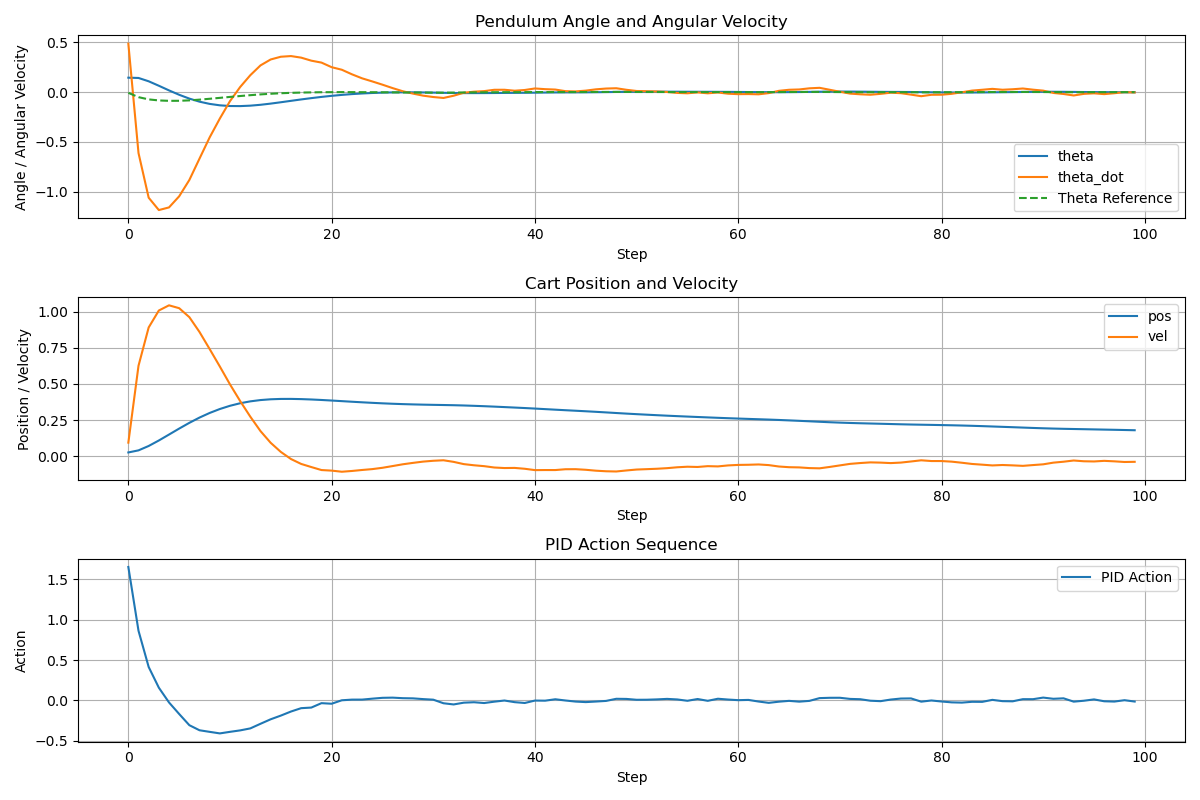 Pendulum Angle and Angular Velocity
Angle / Angular Velocity
0.5
0.0
−0.5
−1.0
theta
theta_dot
Theta Reference
0 20 40 60 80 100
Step
Cart Position and Velocity
Position / Velocity
1.00
0.75
0.50
0.25
0.00
pos
vel
0 20 40 60 80 100
Step
PID Action Sequence
Action
1.5
1.0
0.5
0.0
−0.5
PID Action
0 20 40 60 80 100
Step